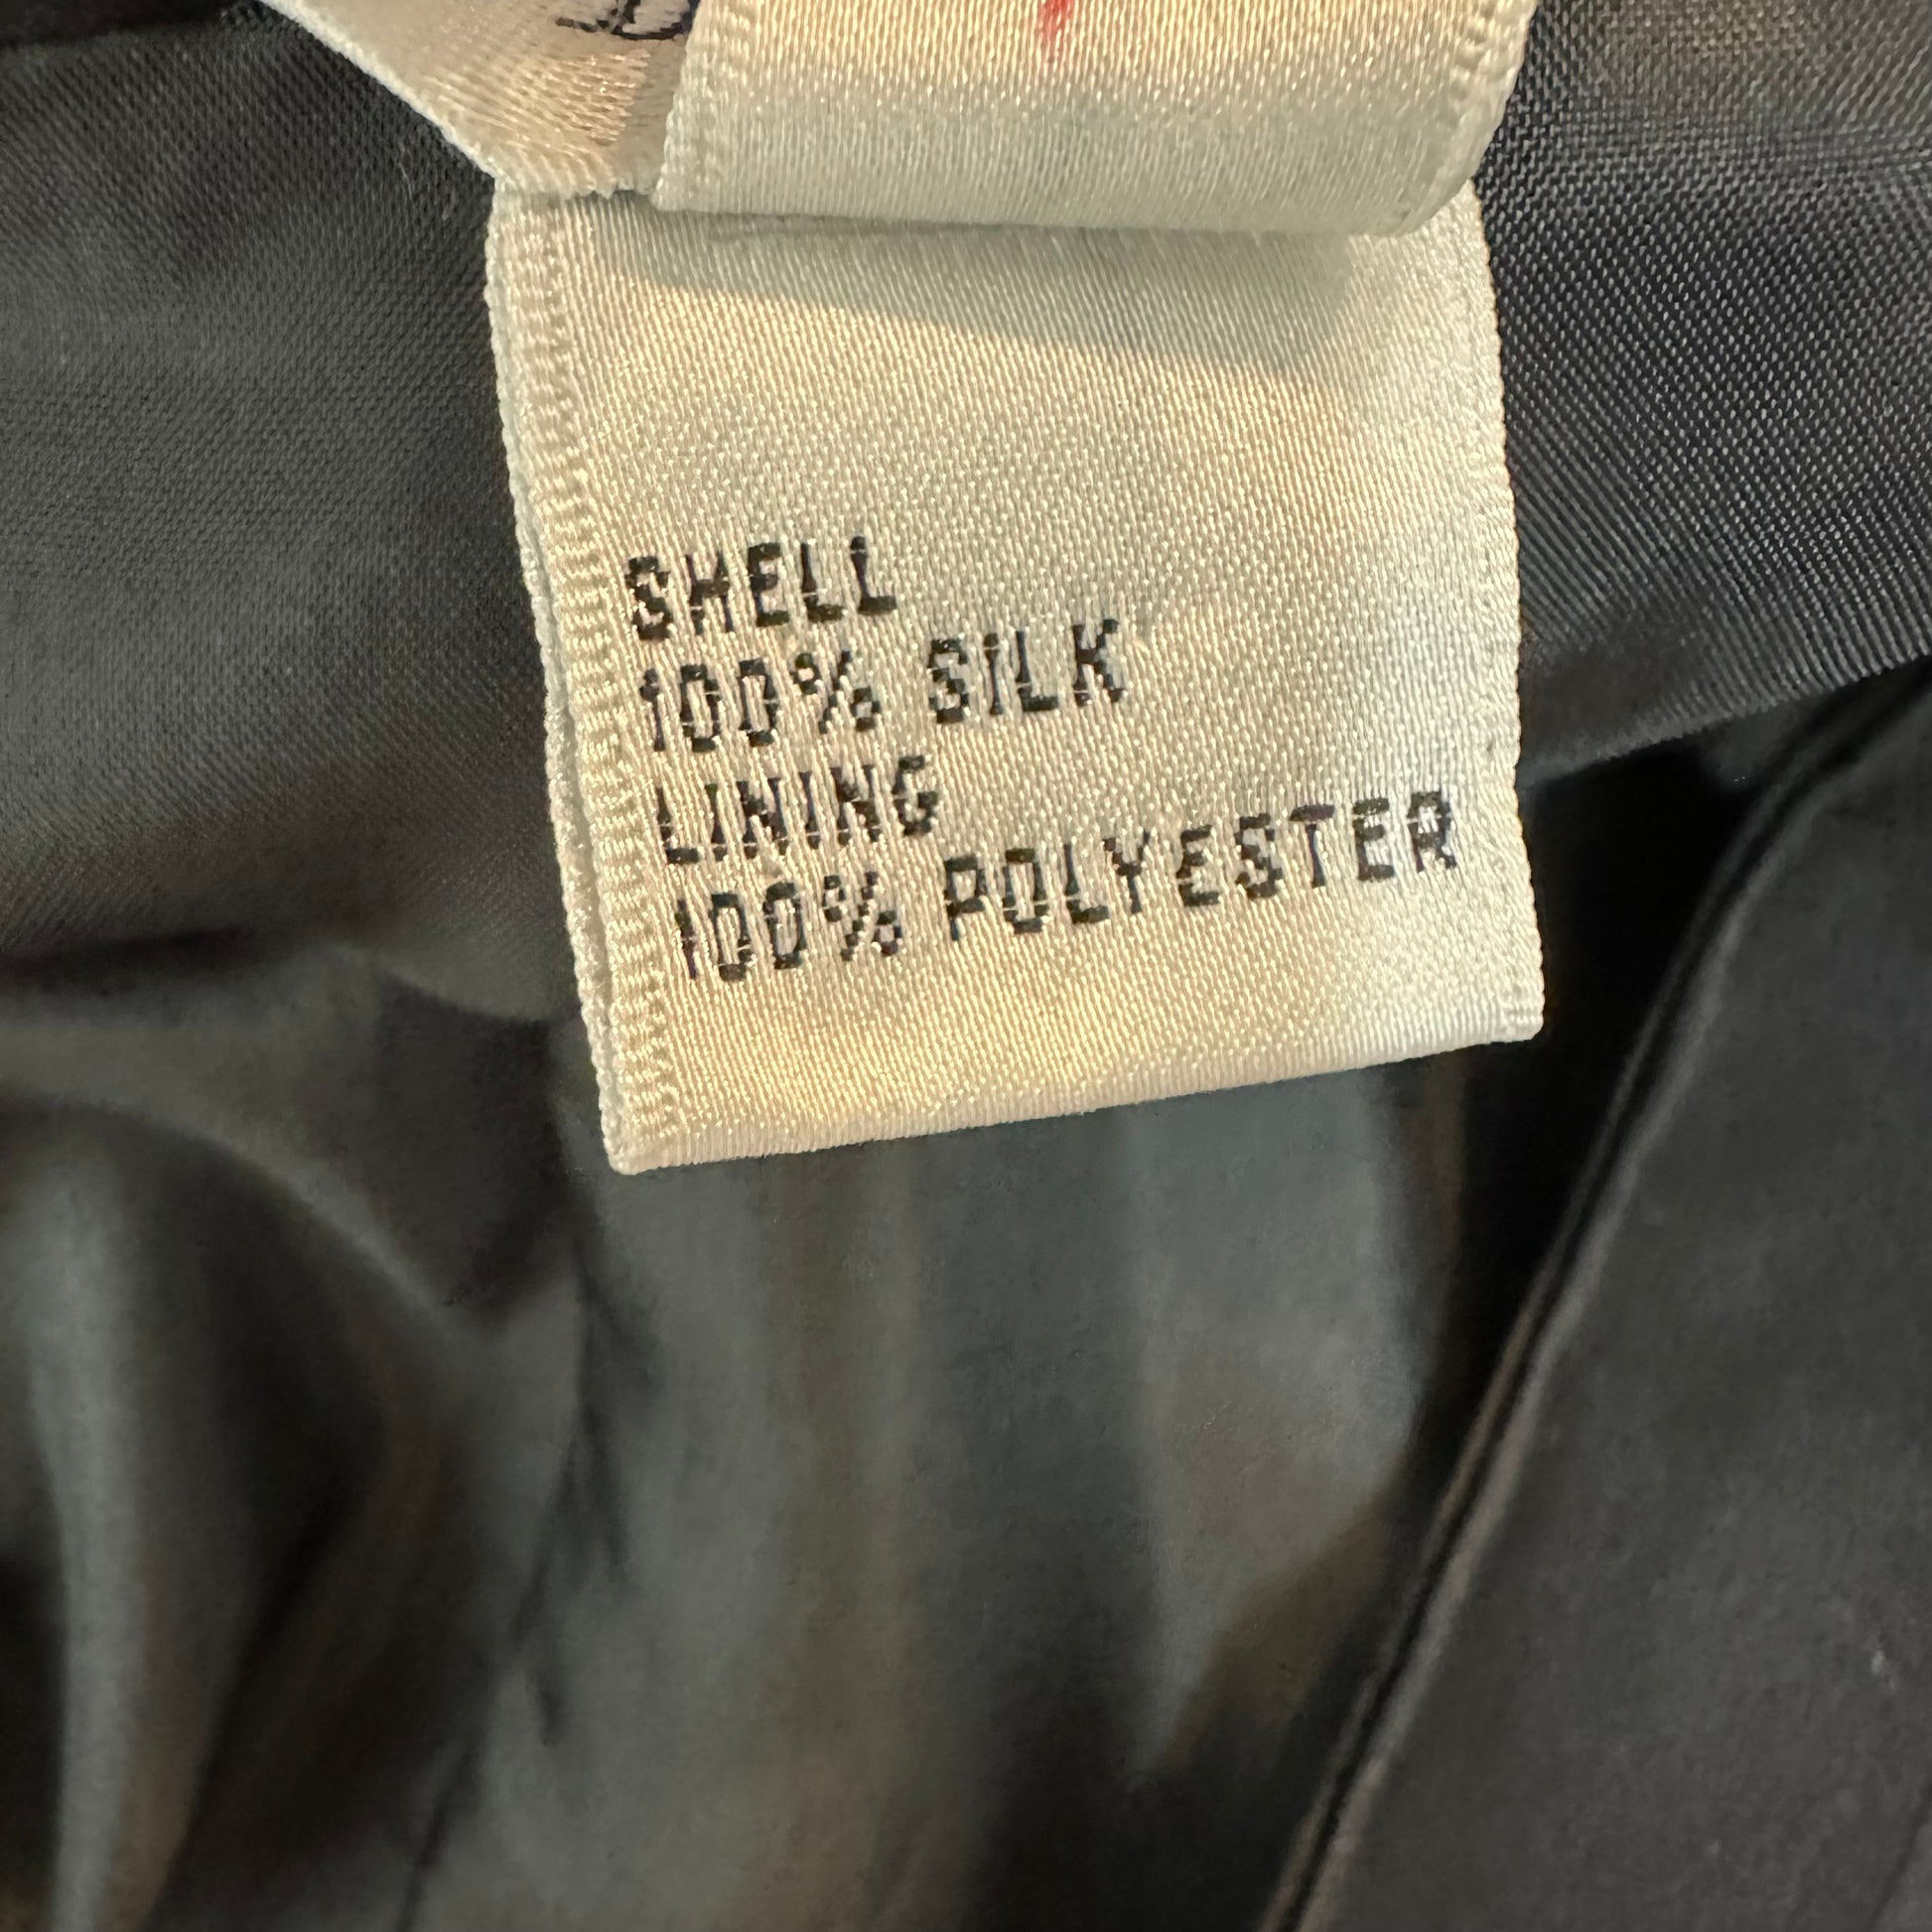 SHELL
100% SILK
LINING
100% POLYESTER